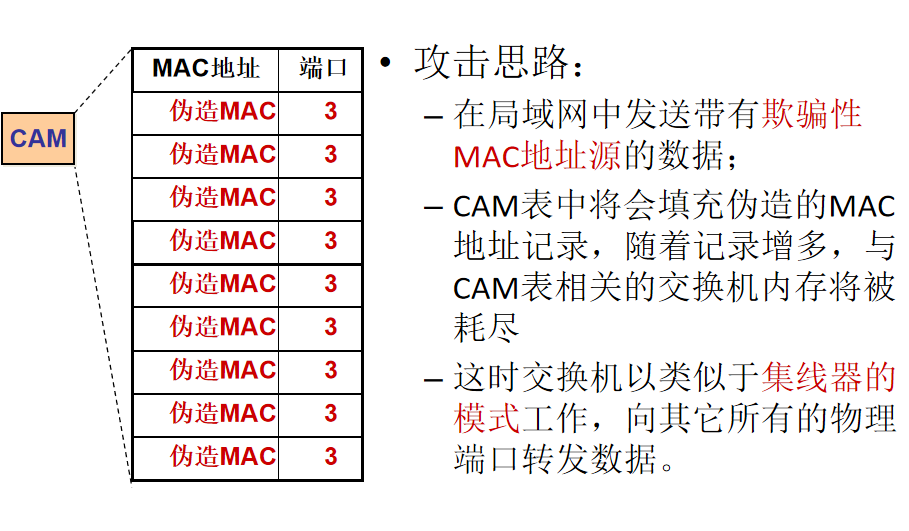 CAM
MAC地址 端口
伪造MAC 3
伪造MAC 3
伪造MAC 3
伪造MAC 3
伪造MAC 3
伪造MAC 3
伪造MAC 3
伪造MAC 3
伪造MAC 3
• 攻击思路：
– 在局域网中发送带有欺骗性
MAC地址源的数据；
– CAM表中将会填充伪造的MAC
地址记录，随着记录增多，与
CAM表相关的交换机内存将被
耗尽
– 这时交换机以类似于集线器的
模式工作，向其它所有的物理
端口转发数据。